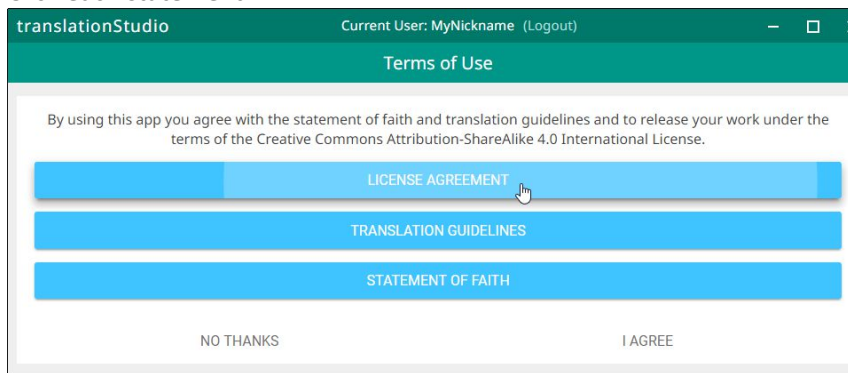 translationStudio Current User: MyNickname (Logout)
Terms of Use
By using this app you agree with the statement of faith and translation guidelines and to release your work under the
terms of the Creative Commons Attribution-ShareAlike 4.0 International License.
LICENSE AGREEMENT
TRANSLATION GUIDELINES
STATEMENT OF FAITH
NO THANKS I AGREE